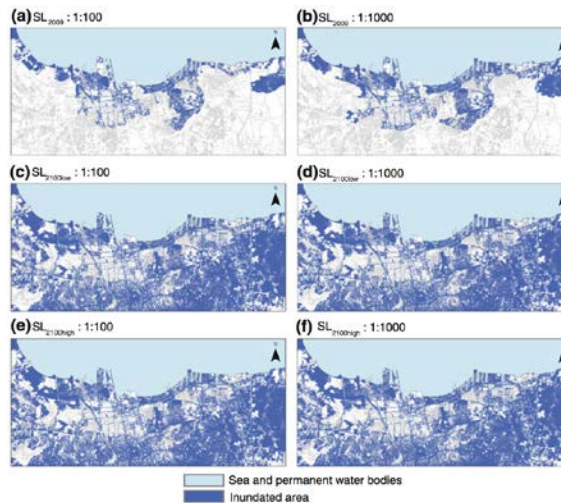 (a) SL2009 : 1:100
(b) SL2009 : 1:1000
(c) SL2100low : 1:100
(d) SL2100low : 1:1000
(e) SL2100high : 1:100
(f) SL2100high : 1:1000
Sea and permanent water bodies
Inundated area